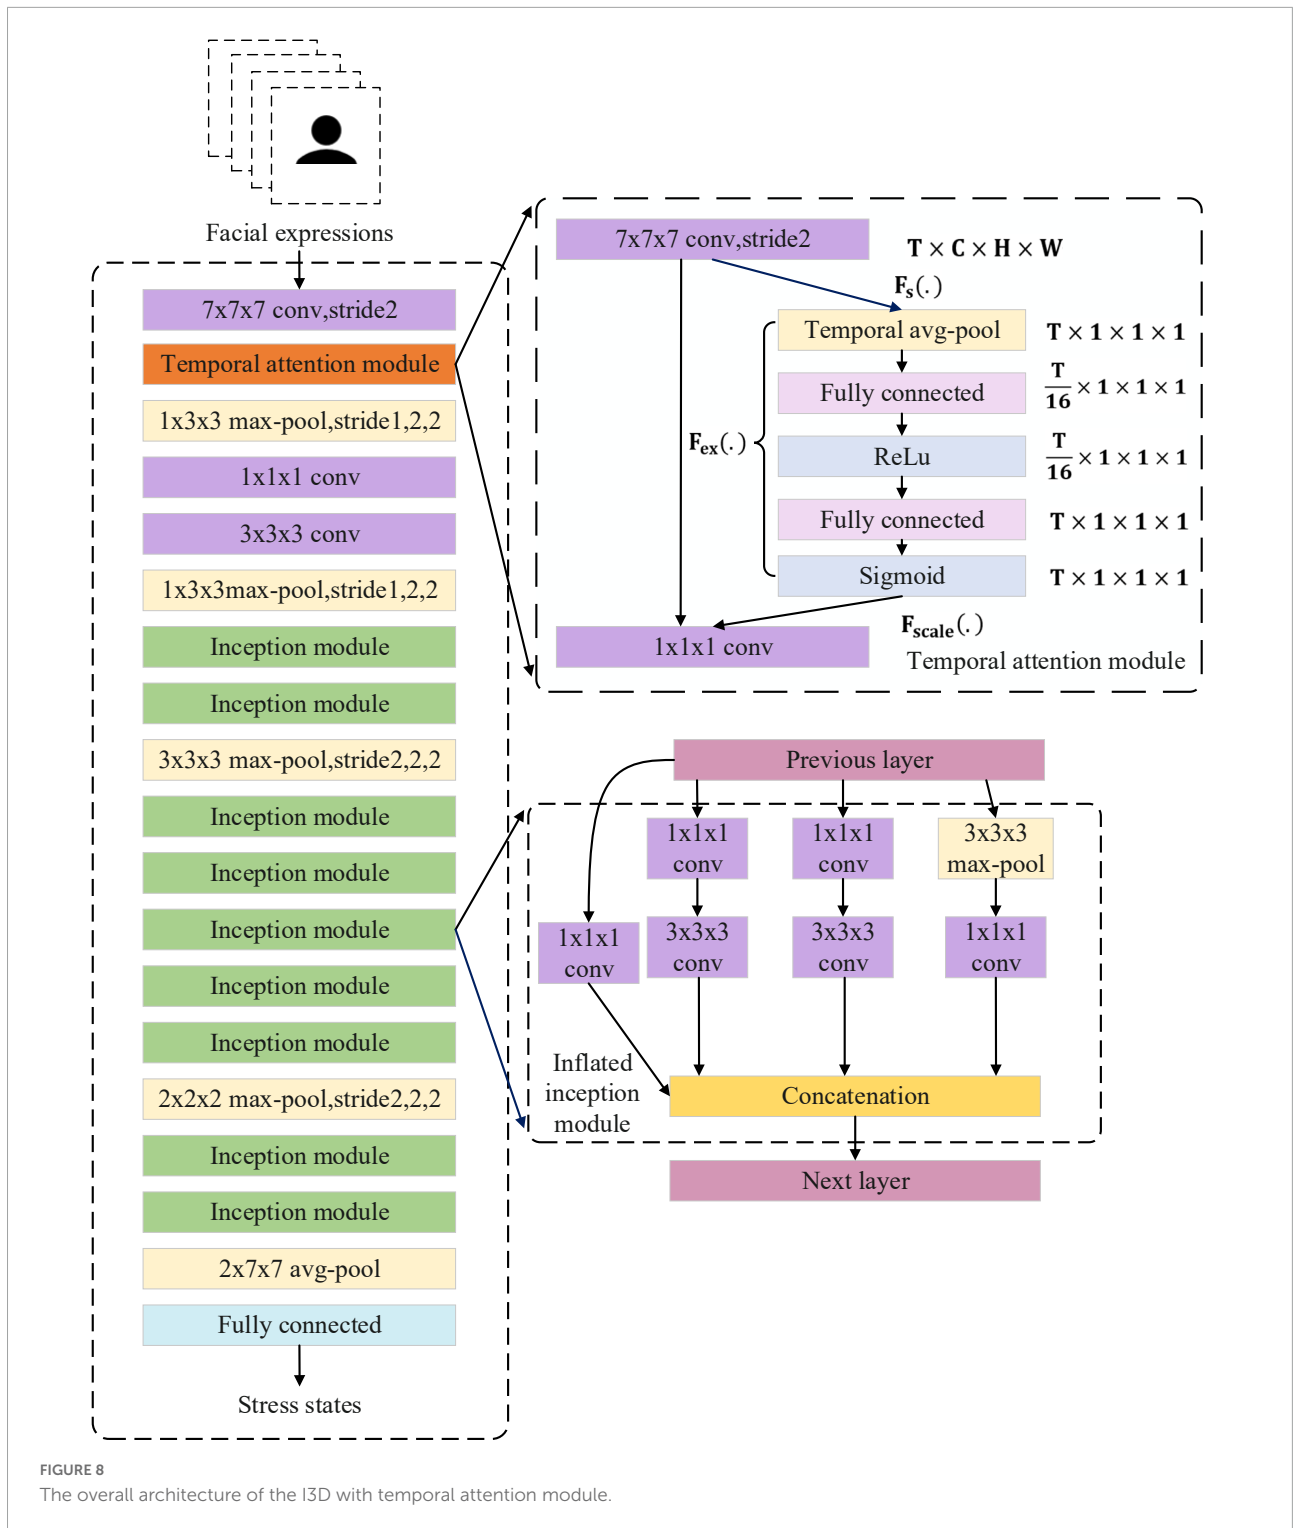 Facial expressions
7x7x7 conv,stride2
Temporal attention module
1x3x3 max-pool,stride1,2,2
1x1x1 conv
3x3x3 conv
1x3x3max-pool,stride1,2,2
Inception module
Inception module
3x3x3 max-pool,stride2,2,2
Inception module
Inception module
Inception module
Inception module
Inception module
2x2x2 max-pool,stride2,2,2
Inception module
Inception module
2x7x7 avg-pool
Fully connected
Stress states
7x7x7 conv,stride2
T × C × H × W
F_s(.)
Temporal avg-pool
T × 1 × 1 × 1
Fully connected
T/16 × 1 × 1 × 1
F_ex(.)
ReLu
T/16 × 1 × 1 × 1
Fully connected
T × 1 × 1 × 1
Sigmoid
T × 1 × 1 × 1
F_scale(.)
1x1x1 conv
Temporal attention module
Previous layer
1x1x1
conv
1x1x1
conv
3x3x3
max-pool
1x1x1
conv
3x3x3
conv
3x3x3
conv
1x1x1
conv
Inflated
inception
module
Concatenation
Next layer
FIGURE 8
The overall architecture of the I3D with temporal attention module.